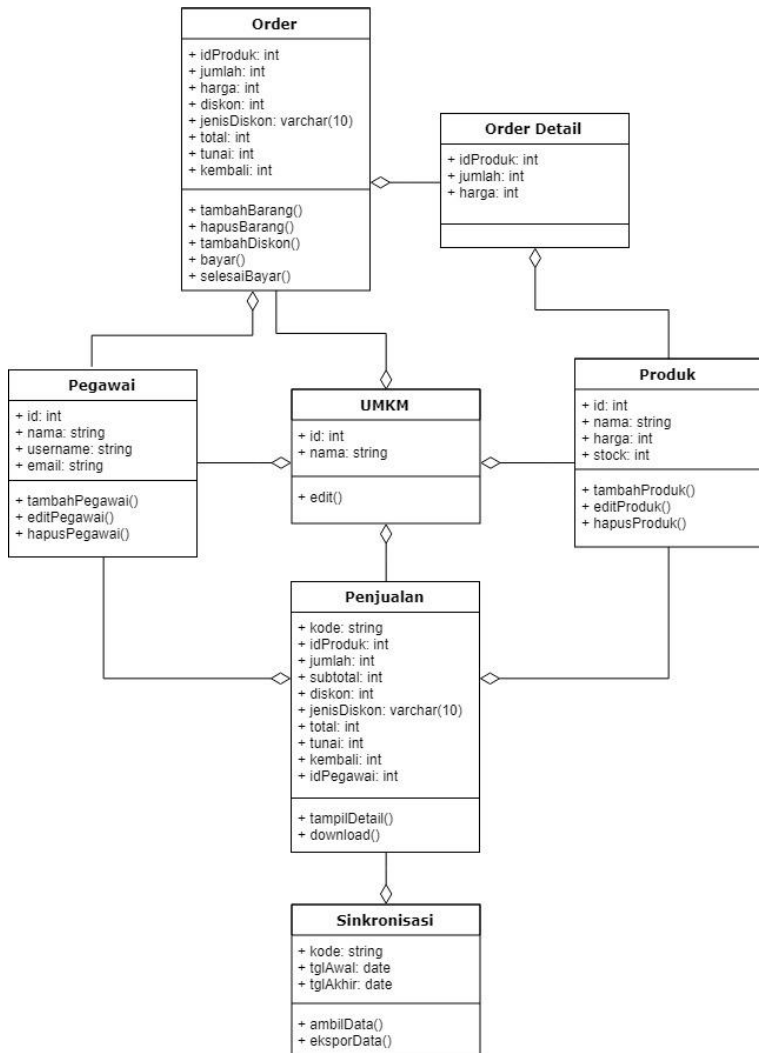 Order
+ idProduk: int
+ jumlah: int
+ harga: int
+ diskon: int
+ jenisDiskon: varchar(10)
+ total: int
+ tunai: int
+ kembali: int
+ tambahBarang()
+ hapusBarang()
+ tambahDiskon()
+ bayar()
+ selesaiBayar()
Order Detail
+ idProduk: int
+ jumlah: int
+ harga: int
Pegawai
+ id: int
+ nama: string
+ username: string
+ email: string
+ tambahPegawai()
+ editPegawai()
+ hapusPegawai()
UMKM
+ id: int
+ nama: string
+ edit()
Produk
+ id: int
+ nama: string
+ harga: int
+ stock: int
+ tambahProduk()
+ editProduk()
+ hapusProduk()
Penjualan
+ kode: string
+ idProduk: int
+ jumlah: int
+ subtotal: int
+ diskon: int
+ jenisDiskon: varchar(10)
+ total: int
+ tunai: int
+ kembali: int
+ idPegawai: int
+ tampilDetail()
+ download()
Sinkronisasi
+ kode: string
+ tglAwal: date
+ tglAkhir: date
+ ambilData()
+ eksporData()